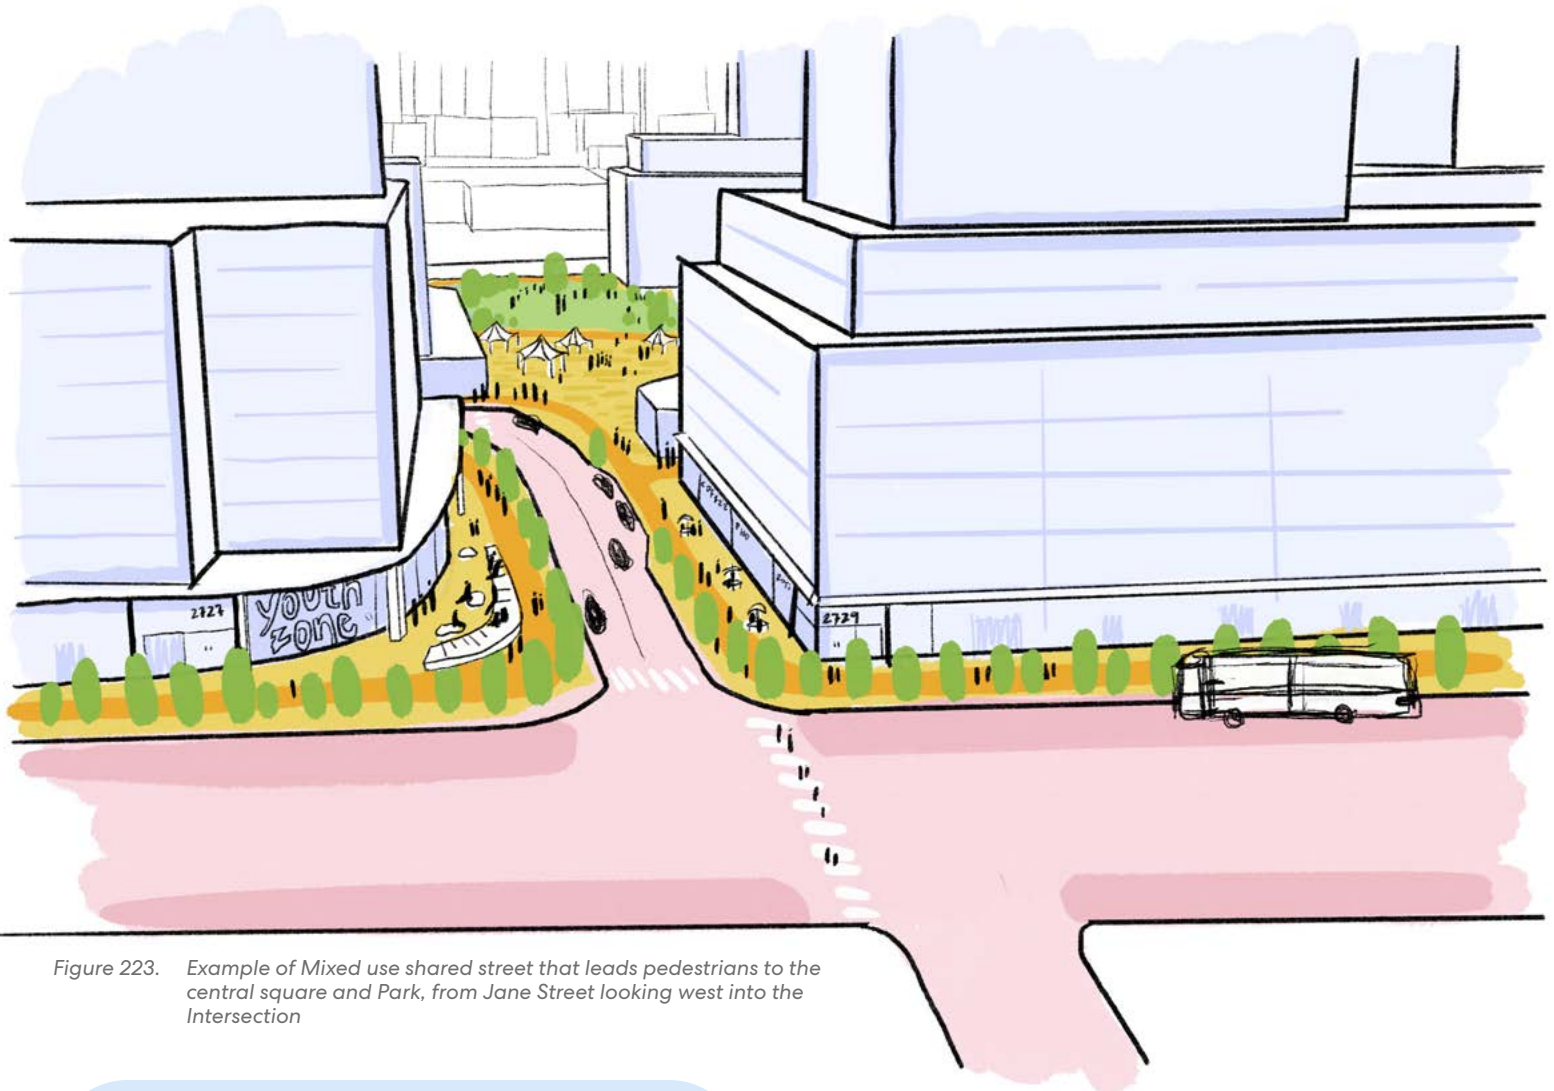 2727
youth
zone
2729
Figure 223. Example of Mixed use shared street that leads pedestrians to the
central square and Park, from Jane Street looking west into the
Intersection